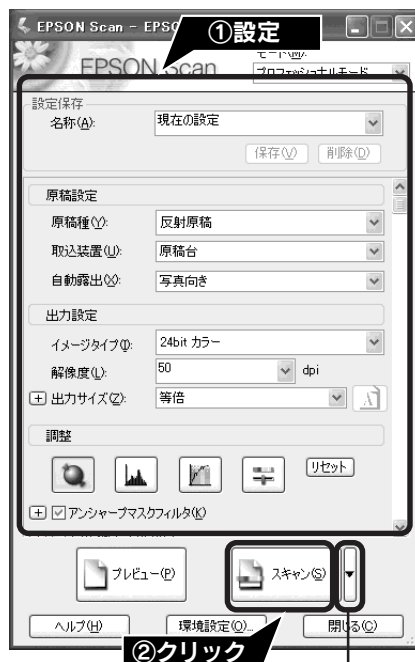 EPSON Scan - EPSO
①設定
EPSON Scan
モード(M):
プロフェッショナルモード
設定保存
名称(A):
現在の設定
保存(V)
削除(D)
原稿設定
原稿種(Y):
反射原稿
取込装置(U):
原稿台
自動露出(X):
写真向き
出力設定
イメージタイプ(I):
24bit カラー
解像度(L):
50
dpi
出力サイズ(Z):
等倍
調整
リセット
アンシャープマスクフィルタ(K)
プレビュー(P)
スキャン(S)
ヘルプ(H)
環境設定(O)...
閉じる(C)
②クリック